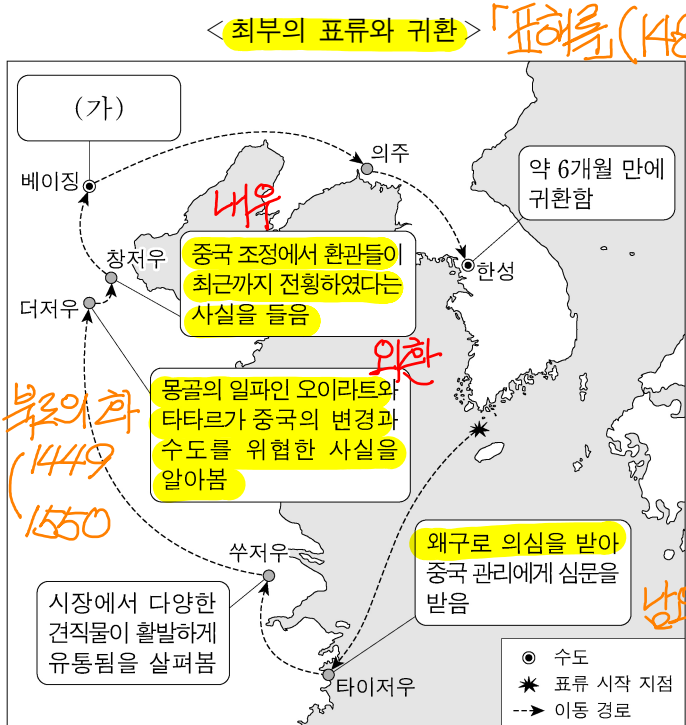 <최부의 표류와 귀환> 「표해록」(148
(가)
베이징
의주
약 6개월 만에
귀환함
한성
내우
창저우
더저우
중국 조정에서 환관들이
최근까지 전횡하였다는
사실을 들음
외환
몽골의 일파인 오이라트와
타타르가 중국의 변경과
수도를 위협한 사실을
알아봄
북로의 화
(1449
1550
왜구로 의심을 받아
중국 관리에게 심문을
받음
쑤저우
시장에서 다양한
견직물이 활발하게
유통됨을 살펴봄
타이저우
수도
표류 시작 지점
이동 경로